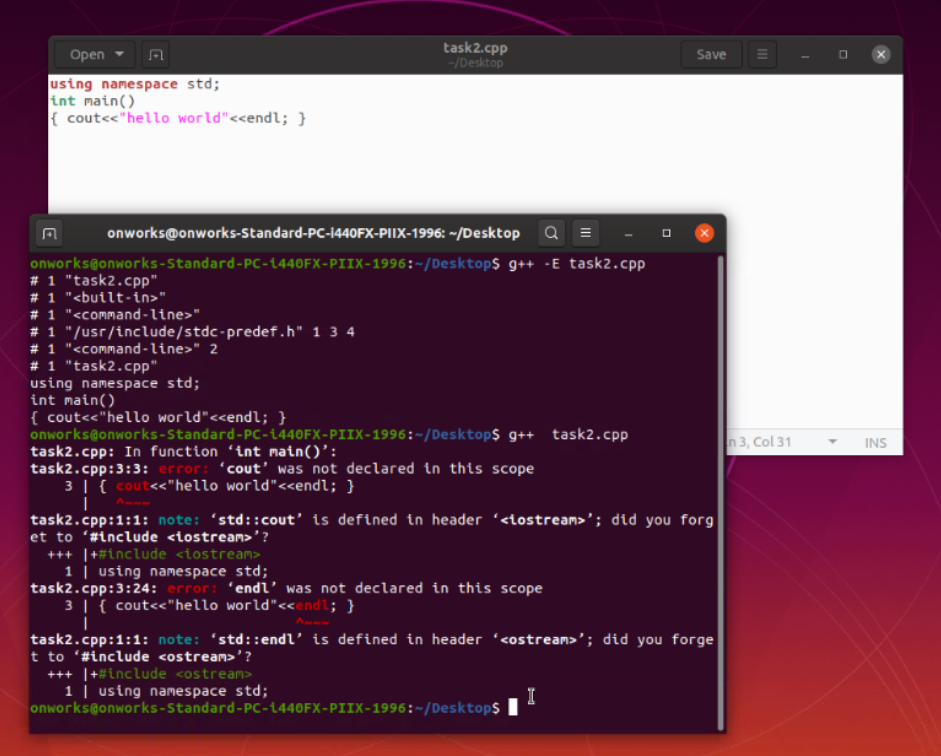 Open
task2.cpp
~/Desktop
Save
using namespace std;
int main()
{ cout<<"hello world"<<endl; }
onworks@onworks-Standard-PC-i440FX-PIIX-1996: ~/Desktop
onworks@onworks-Standard-PC-i440FX-PIIX-1996:~/Desktop$ g++ -E task2.cpp
# 1 "task2.cpp"
# 1 "<built-in>"
# 1 "<command-line>"
# 1 "/usr/include/stdc-predef.h" 1 3 4
# 1 "<command-line>" 2
# 1 "task2.cpp"
using namespace std;
int main()
{ cout<<"hello world"<<endl; }
onworks@onworks-Standard-PC-i440FX-PIIX-1996:~/Desktop$ g++  task2.cpp
task2.cpp: In function ‘int main()’:
task2.cpp:3:3: error: ‘cout’ was not declared in this scope
    3 | { cout<<"hello world"<<endl; }
      |   ^~~~
task2.cpp:1:1: note: ‘std::cout’ is defined in header ‘<iostream>’; did you forg
et to ‘#include <iostream>’?
  +++ |+#include <iostream>
    1 | using namespace std;
task2.cpp:3:24: error: ‘endl’ was not declared in this scope
    3 | { cout<<"hello world"<<endl; }
      |                        ^~~~
task2.cpp:1:1: note: ‘std::endl’ is defined in header ‘<ostream>’; did you forge
t to ‘#include <ostream>’?
  +++ |+#include <ostream>
    1 | using namespace std;
onworks@onworks-Standard-PC-i440FX-PIIX-1996:~/Desktop$
n 3, Col 31
INS